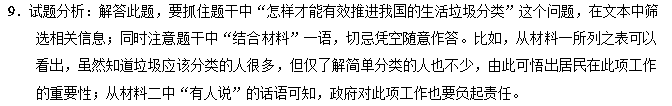 9．试题分析：解答此题，要抓住题干中“怎样才能有效推进我国的生活垃圾分类”这个问题，在文本中筛
选相关信息；同时注意题干中“结合材料”一语，切忌凭空随意作答。比如，从材料一所列之表可以
看出，虽然知道垃圾应该分类的人很多，但仅了解简单分类的人也不少，由此可悟出居民在此项工作
的重要性；从材料二中“有人说”的话语可知，政府对此项工作也要负起责任。